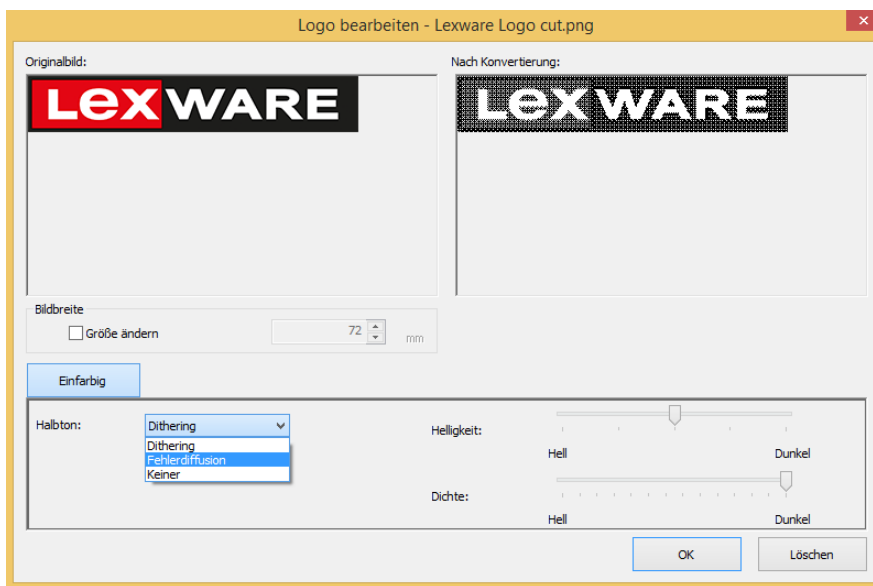 Logo bearbeiten - Lexware Logo cut.png
Originalbild:
Nach Konvertierung:
LeXWARE
LeXWARE
Bildbreite
Größe ändern
72
mm
Einfarbig
Halbton:
Dithering
Dithering
Fehlerdiffusion
Keiner
Helligkeit:
Hell
Dunkel
Dichte:
Hell
Dunkel
OK
Löschen